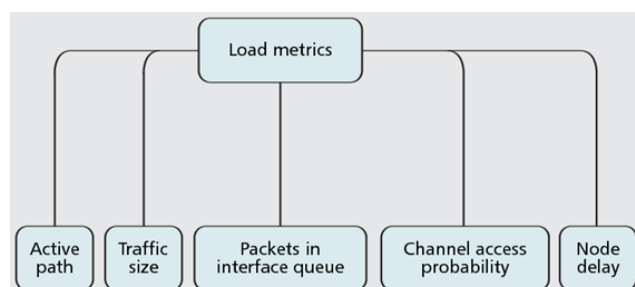 Load metrics
Active
path
Traffic
size
Packets in
interface queue
Channel access
probability
Node
delay